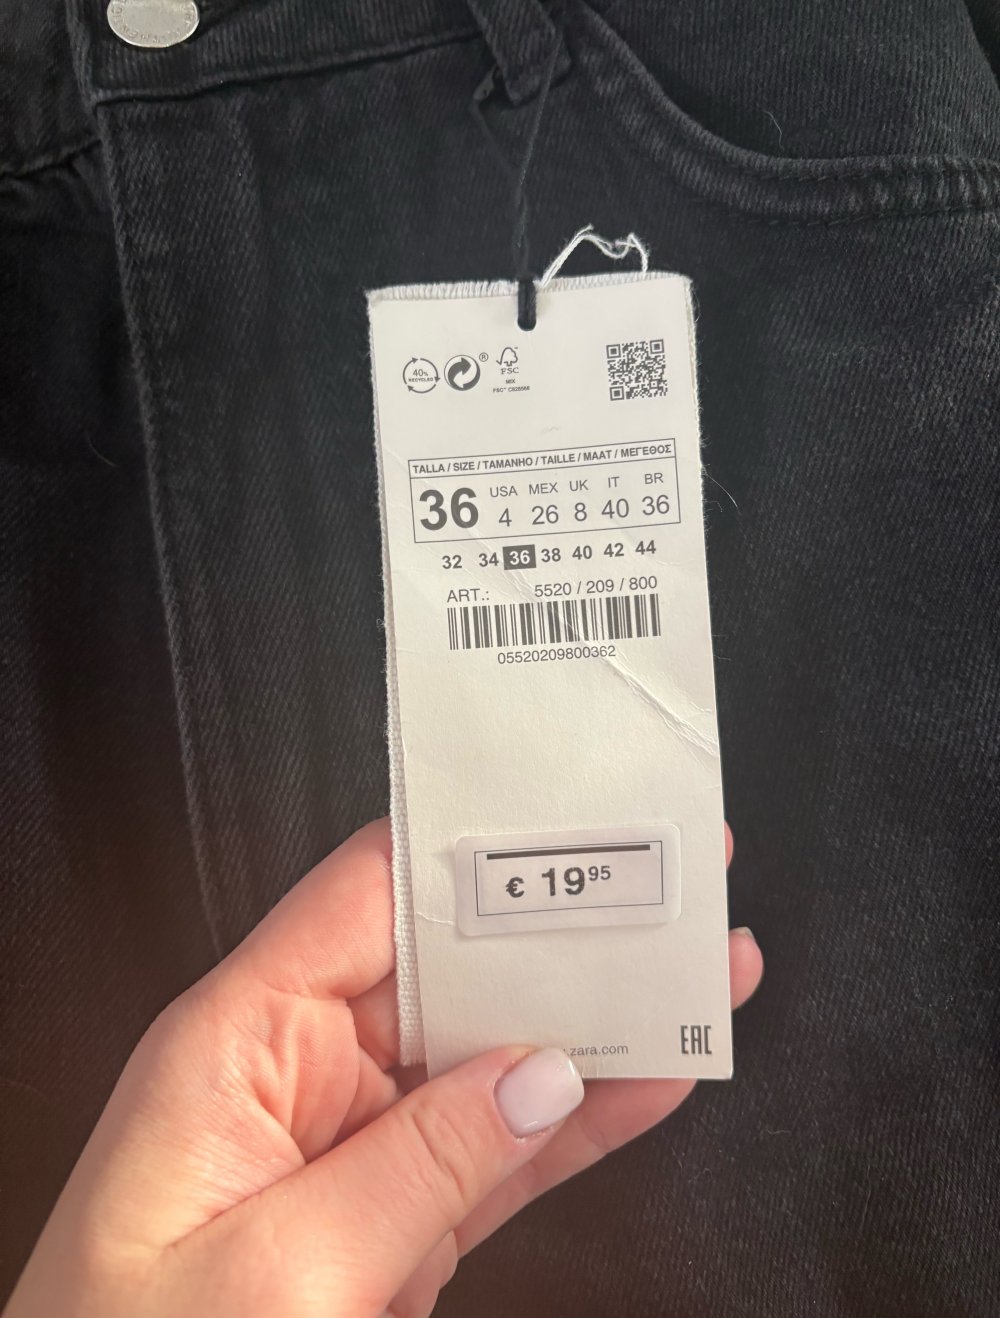 40%
RECYCLED
®
FSC
MIX
TALLA / SIZE / TAMANHO / TAILLE / MAAT / ΜΕΓΕΘΟΣ
36 USA MEX UK IT BR
4 26 8 40 36
32 34 36 38 40 42 44
ART.: 5520 / 209 / 800
05520209800362
€ 19 95
.zara.com
EAC